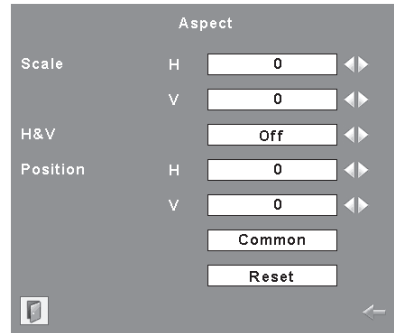 Aspect
Scale H 0
V 0
H&V Off
Position H 0
V 0
Common
Reset